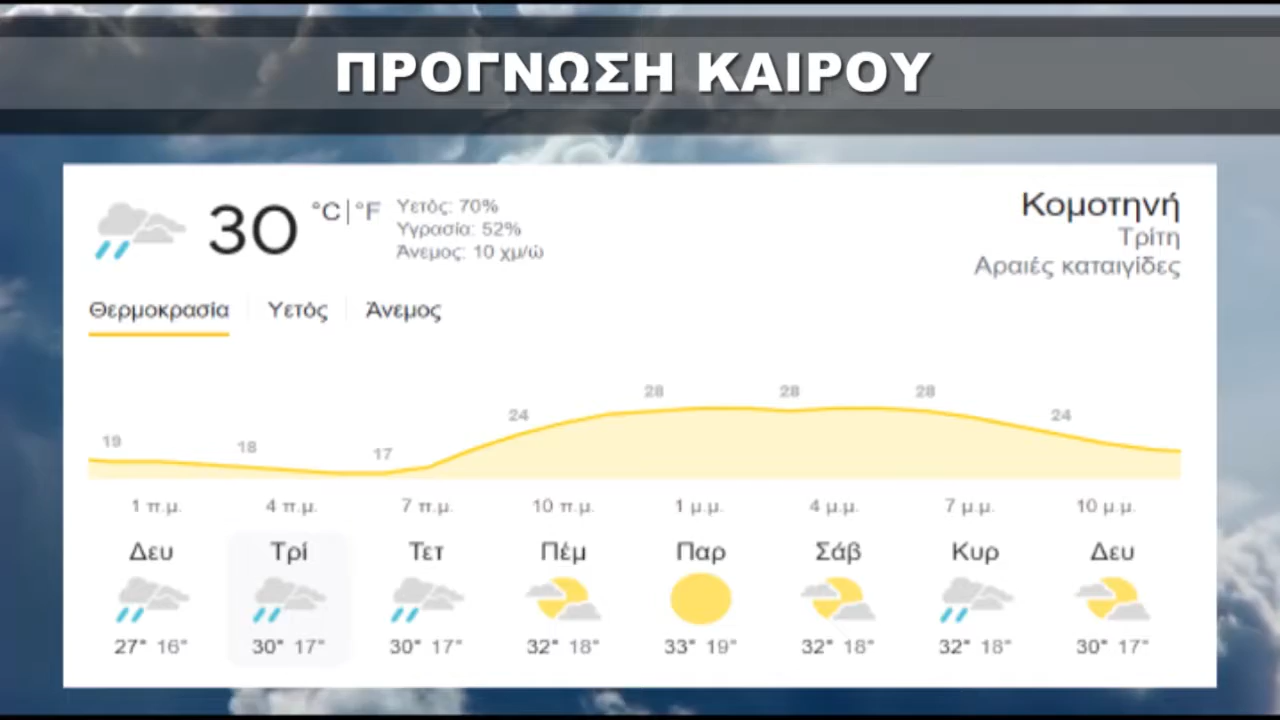 ΠΡΟΓΝΩΣΗ ΚΑΙΡΟΥ
30 °C | °F
Υετός: 70%
Υγρασία: 52%
Άνεμος: 10 χμ/ώ
Κομοτηνή
Τρίτη
Αραιές καταιγίδες
Θερμοκρασία Υετός Άνεμος
19 18 17 24 28 28 28 24
1 π.μ. 4 π.μ. 7 π.μ. 10 π.μ. 1 μ.μ. 4 μ.μ. 7 μ.μ. 10 μ.μ.
Δευ Τρί Τετ Πέμ Παρ Σάβ Κυρ Δευ
27° 16° 30° 17° 30° 17° 32° 18° 33° 19° 32° 18° 32° 18° 30° 17°